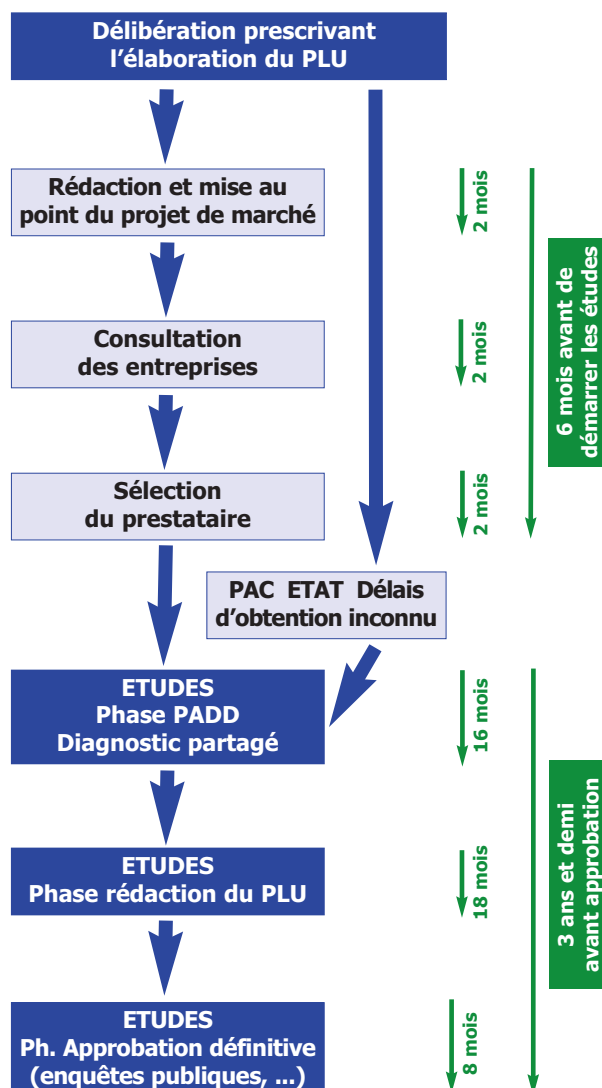 Délibération prescrivant
l'élaboration du PLU
Rédaction et mise au
point du projet de marché
2 mois
Consultation
des entreprises
2 mois
6 mois avant de
démarrer les études
Sélection
du prestataire
2 mois
PAC ETAT Délais
d'obtention inconnu
ETUDES
Phase PADD
Diagnostic partagé
16 mois
ETUDES
Phase rédaction du PLU
18 mois
3 ans et demi
avant approbation
ETUDES
Ph. Approbation définitive
(enquêtes publiques, ...)
8 mois